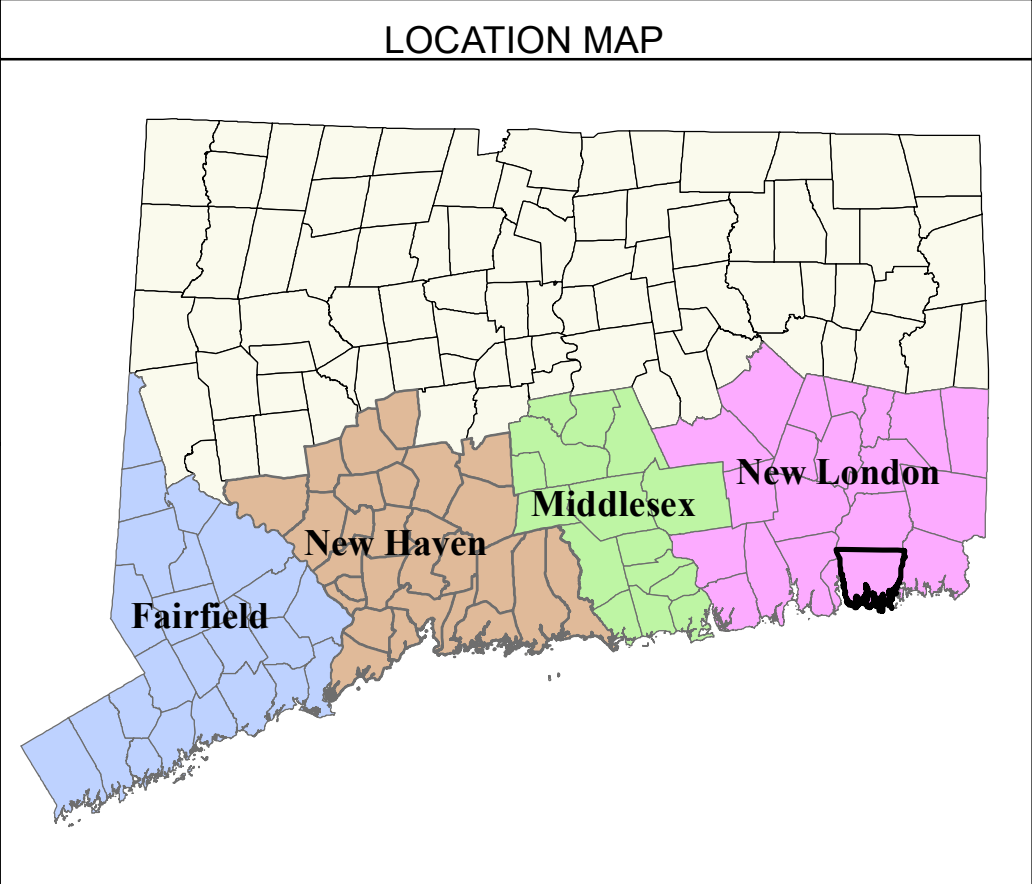 LOCATION MAP
New London
Middlesex
New Haven
Fairfield